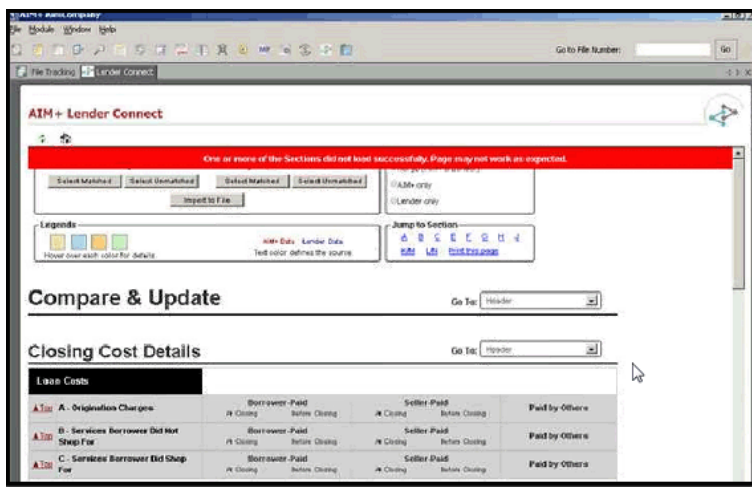 AIM+ AimCompany
File Module Window Help
Go to File Number: Go
File Tracking Lender Connect
AIM+ Lender Connect
One or more of the Sections did not load successfully. Page may not work as expected.
Select Matched Select Unmatched Select Matched Select Unmatched
Import to File
AIM+ only
Lender only
Legends
AIM+ Data Lender Data
Hover over each color for details. Text color defines the source.
Jump to Section
A B C E F G H J
K/M L/N Print this page
Compare & Update
Go To: Header
Closing Cost Details
Go To: Header
Loan Costs
A - Origination Charges Borrower-Paid Seller-Paid Paid by Others
At Closing Before Closing At Closing Before Closing
B - Services Borrower Did Not Shop For Borrower-Paid Seller-Paid Paid by Others
At Closing Before Closing At Closing Before Closing
C - Services Borrower Did Shop For Borrower-Paid Seller-Paid Paid by Others
At Closing Before Closing At Closing Before Closing